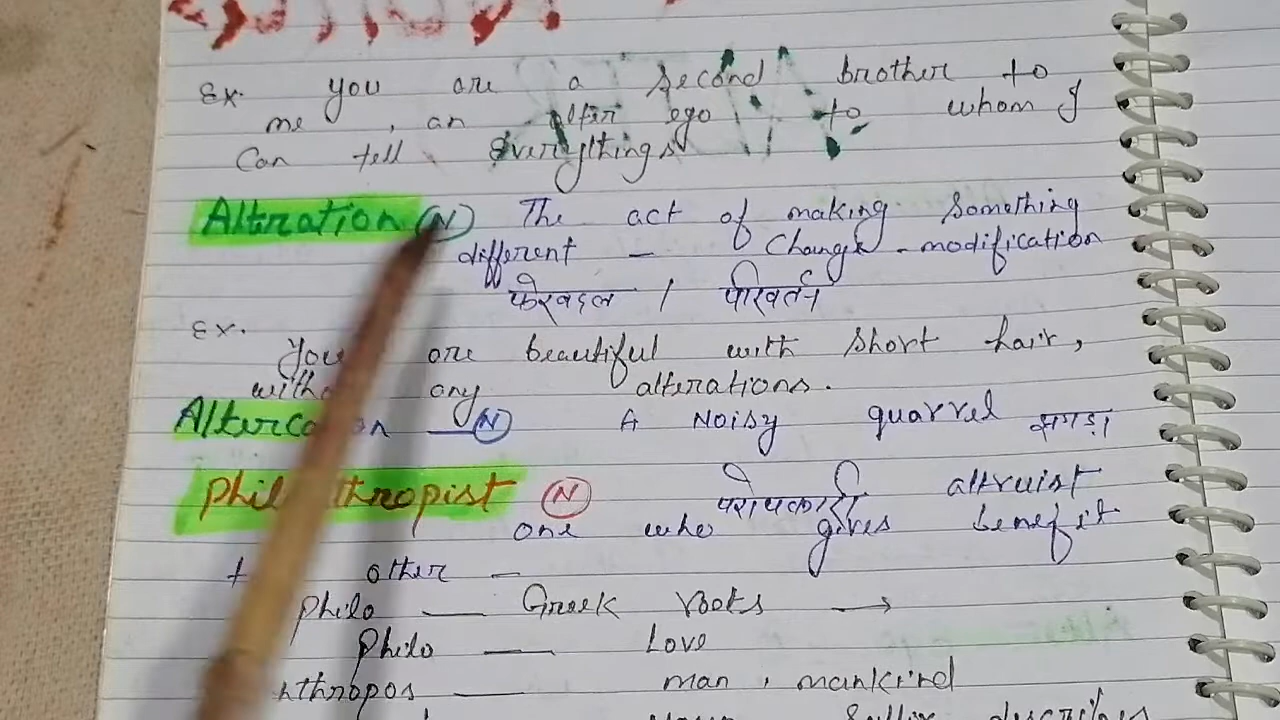 Ex. you are a second brother to
me, an alter ego to whom I
Can tell everythings
Alteration (N) The act of making something
different - Change - modification
फेरबदल / परिवर्तन
Ex. You are beautiful with short hair,
any alterations.
N A Noisy quarrel झगड़ा
philanthropist (N) परोपकारी altruist
one who gives benefit
other -
Philo — Greek roots →
Philo — Love
nthropos — man, mankind